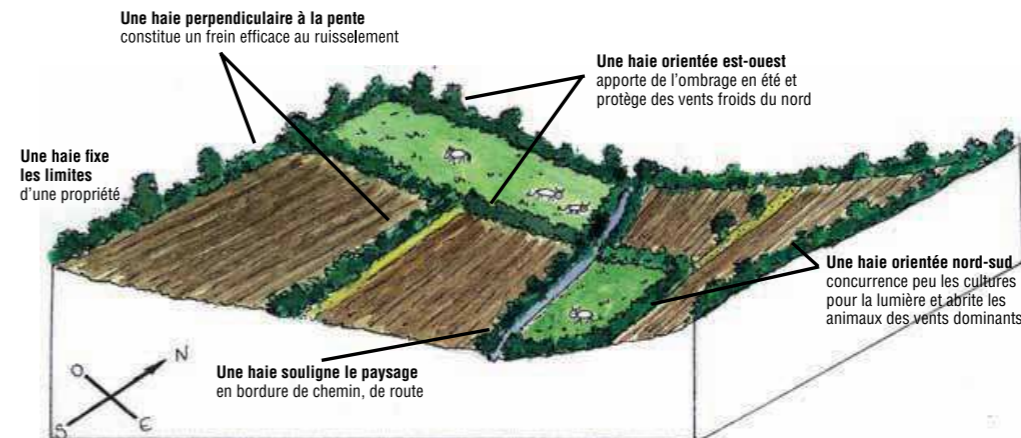 Une haie perpendiculaire à la pente
constitue un frein efficace au ruisselement
Une haie orientée est-ouest
apporte de l'ombrage en été et
protège des vents froids du nord
Une haie fixe
les limites
d'une propriété
Une haie orientée nord-sud
concurrence peu les cultures
pour la lumière et abrite les
animaux des vents dominants
Une haie souligne le paysage
en bordure de chemin, de route
N
O
S
E